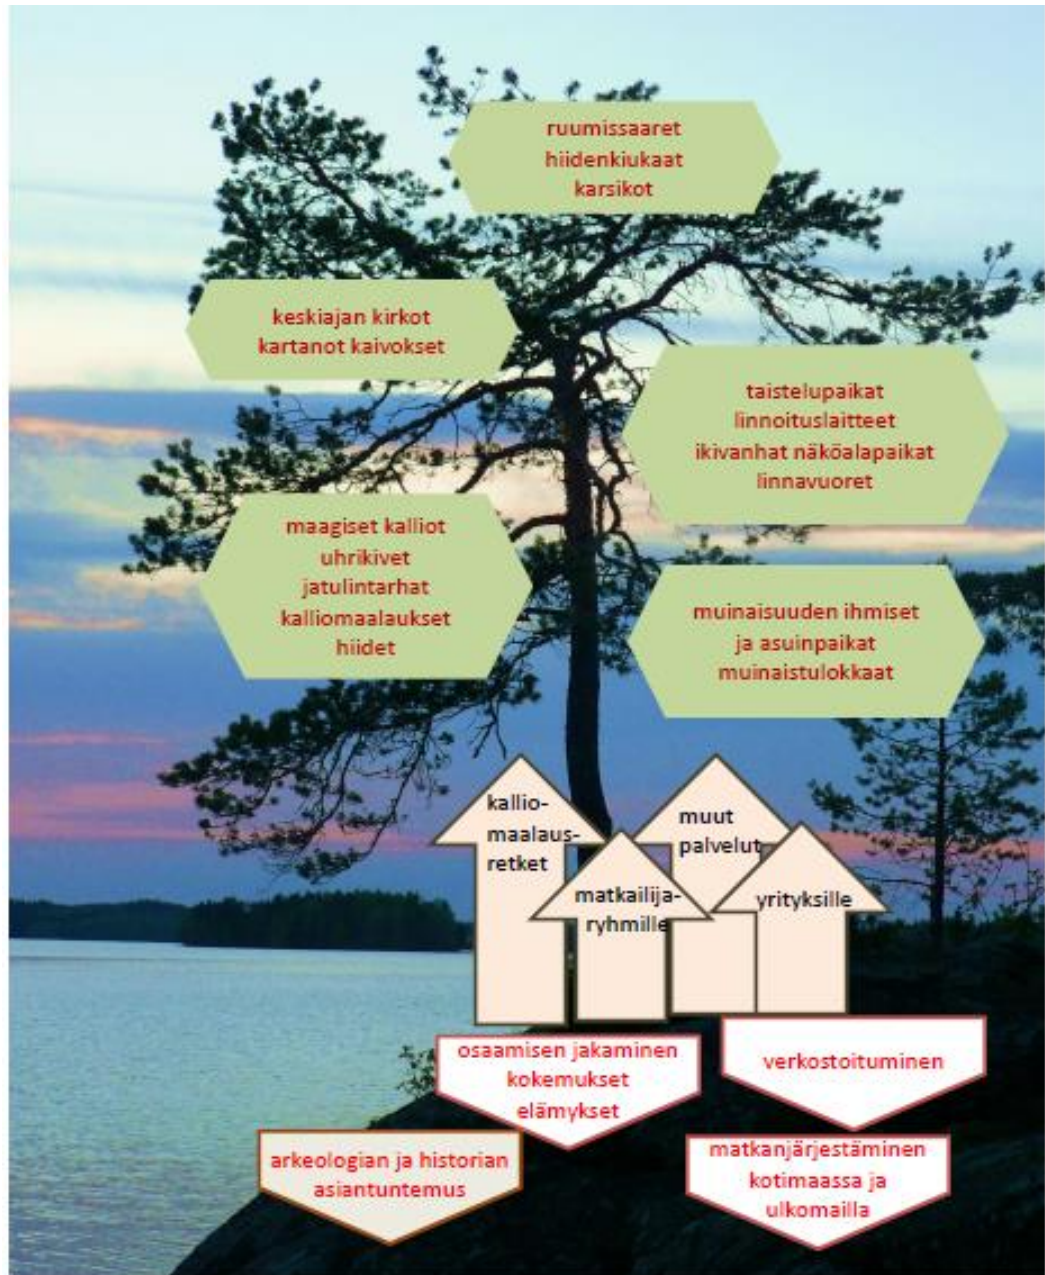 ruumissaaret
hiidenkiukaat
karsikot
keskiajan kirkot
kartanot kaivokset
taistelupaikat
linnoituslaitteet
ikivanhat näköalapaikat
linnavuoret
maagiset kalliot
uhrikivet
jatulintarhat
kalliomaalaukset
hiidet
muinaisuuden ihmiset
ja asuinpaikat
muinaistulokkaat
kallio-
maalaus-
retket
muut
palvelut
matkailija-
ryhmille
yrityksille
osaamisen jakaminen
kokemukset
elämykset
verkostoituminen
arkeologian ja historian
asiantuntemus
matkanjärjestäminen
kotimaassa ja
ulkomailla